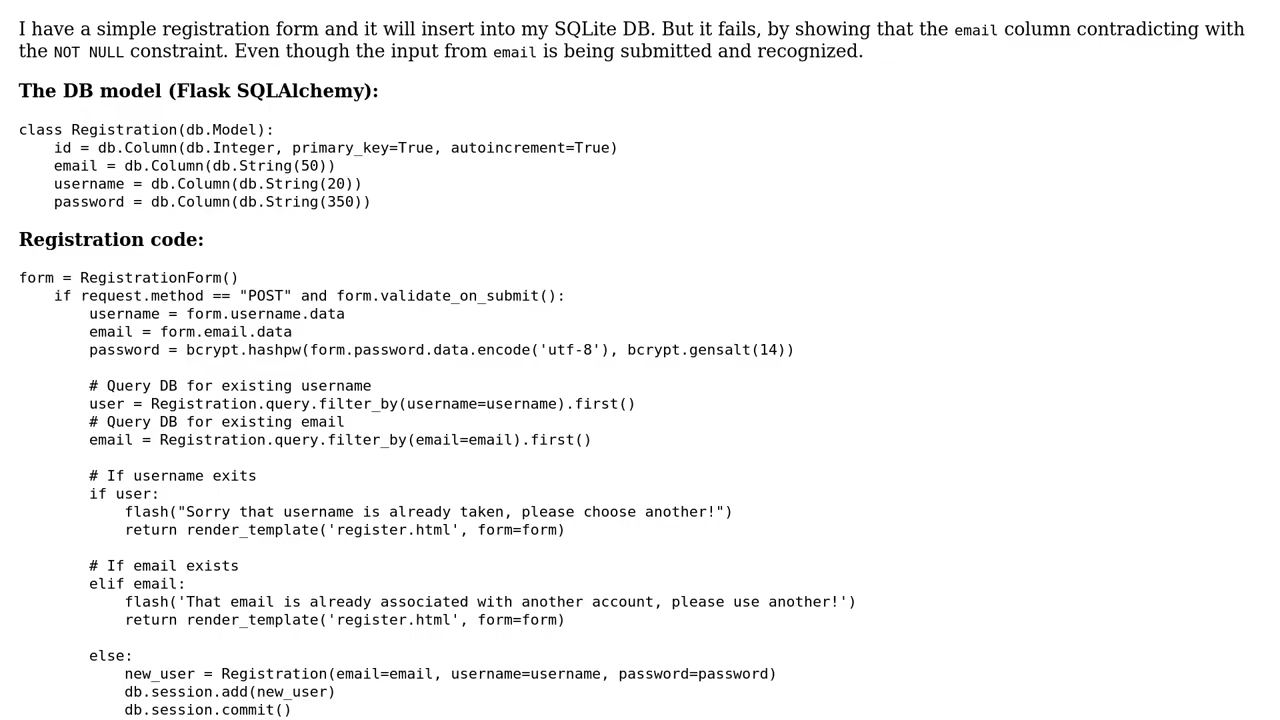 I have a simple registration form and it will insert into my SQLite DB. But it fails, by showing that the email column contradicting with
the NOT NULL constraint. Even though the input from email is being submitted and recognized.
The DB model (Flask SQLAlchemy):
class Registration(db.Model):
    id = db.Column(db.Integer, primary_key=True, autoincrement=True)
    email = db.Column(db.String(50))
    username = db.Column(db.String(20))
    password = db.Column(db.String(350))
Registration code:
form = RegistrationForm()
    if request.method == "POST" and form.validate_on_submit():
        username = form.username.data
        email = form.email.data
        password = bcrypt.hashpw(form.password.data.encode('utf-8'), bcrypt.gensalt(14))
        # Query DB for existing username
        user = Registration.query.filter_by(username=username).first()
        # Query DB for existing email
        email = Registration.query.filter_by(email=email).first()
        # If username exits
        if user:
            flash("Sorry that username is already taken, please choose another!")
            return render_template('register.html', form=form)
        # If email exists
        elif email:
            flash('That email is already associated with another account, please use another!')
            return render_template('register.html', form=form)
        else:
            new_user = Registration(email=email, username=username, password=password)
            db.session.add(new_user)
            db.session.commit()